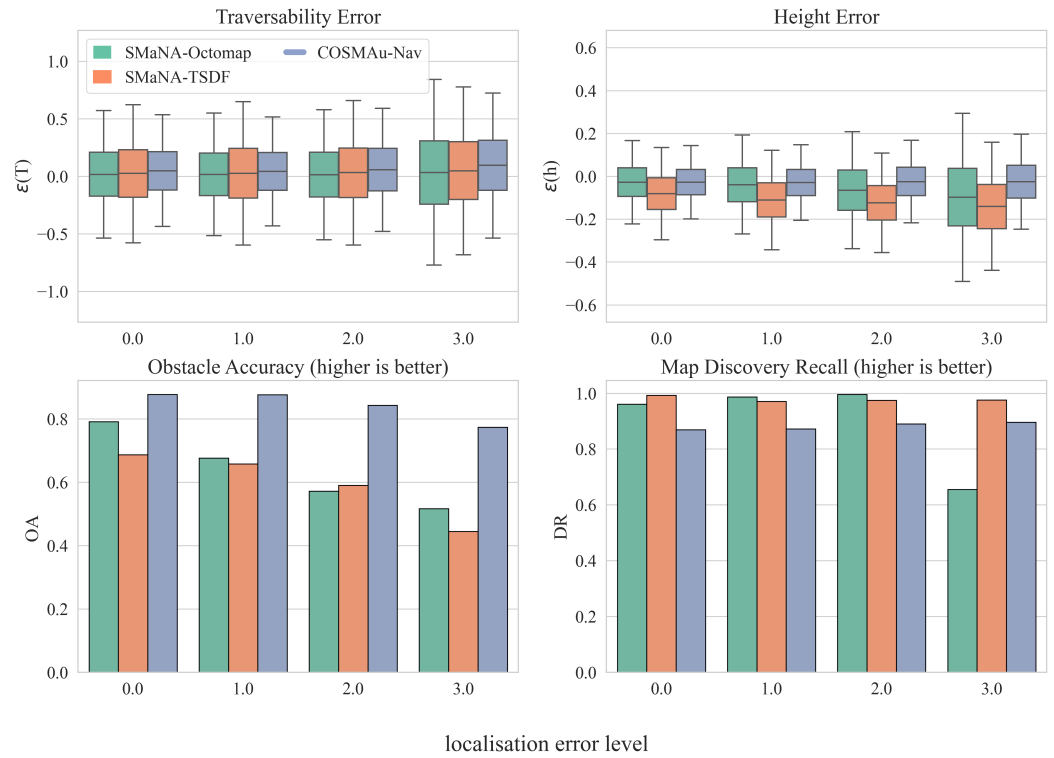 Traversability Error
SMaNA-Octomap
COSMAu-Nav
SMaNA-TSDF
ε(T)
1.0
0.5
0.0
−0.5
−1.0
0.0 1.0 2.0 3.0
Height Error
ε(h)
0.6
0.4
0.2
0.0
−0.2
−0.4
−0.6
0.0 1.0 2.0 3.0
Obstacle Accuracy (higher is better)
OA
0.8
0.6
0.4
0.2
0.0
0.0 1.0 2.0 3.0
Map Discovery Recall (higher is better)
DR
1.0
0.8
0.6
0.4
0.2
0.0
0.0 1.0 2.0 3.0
localisation error level